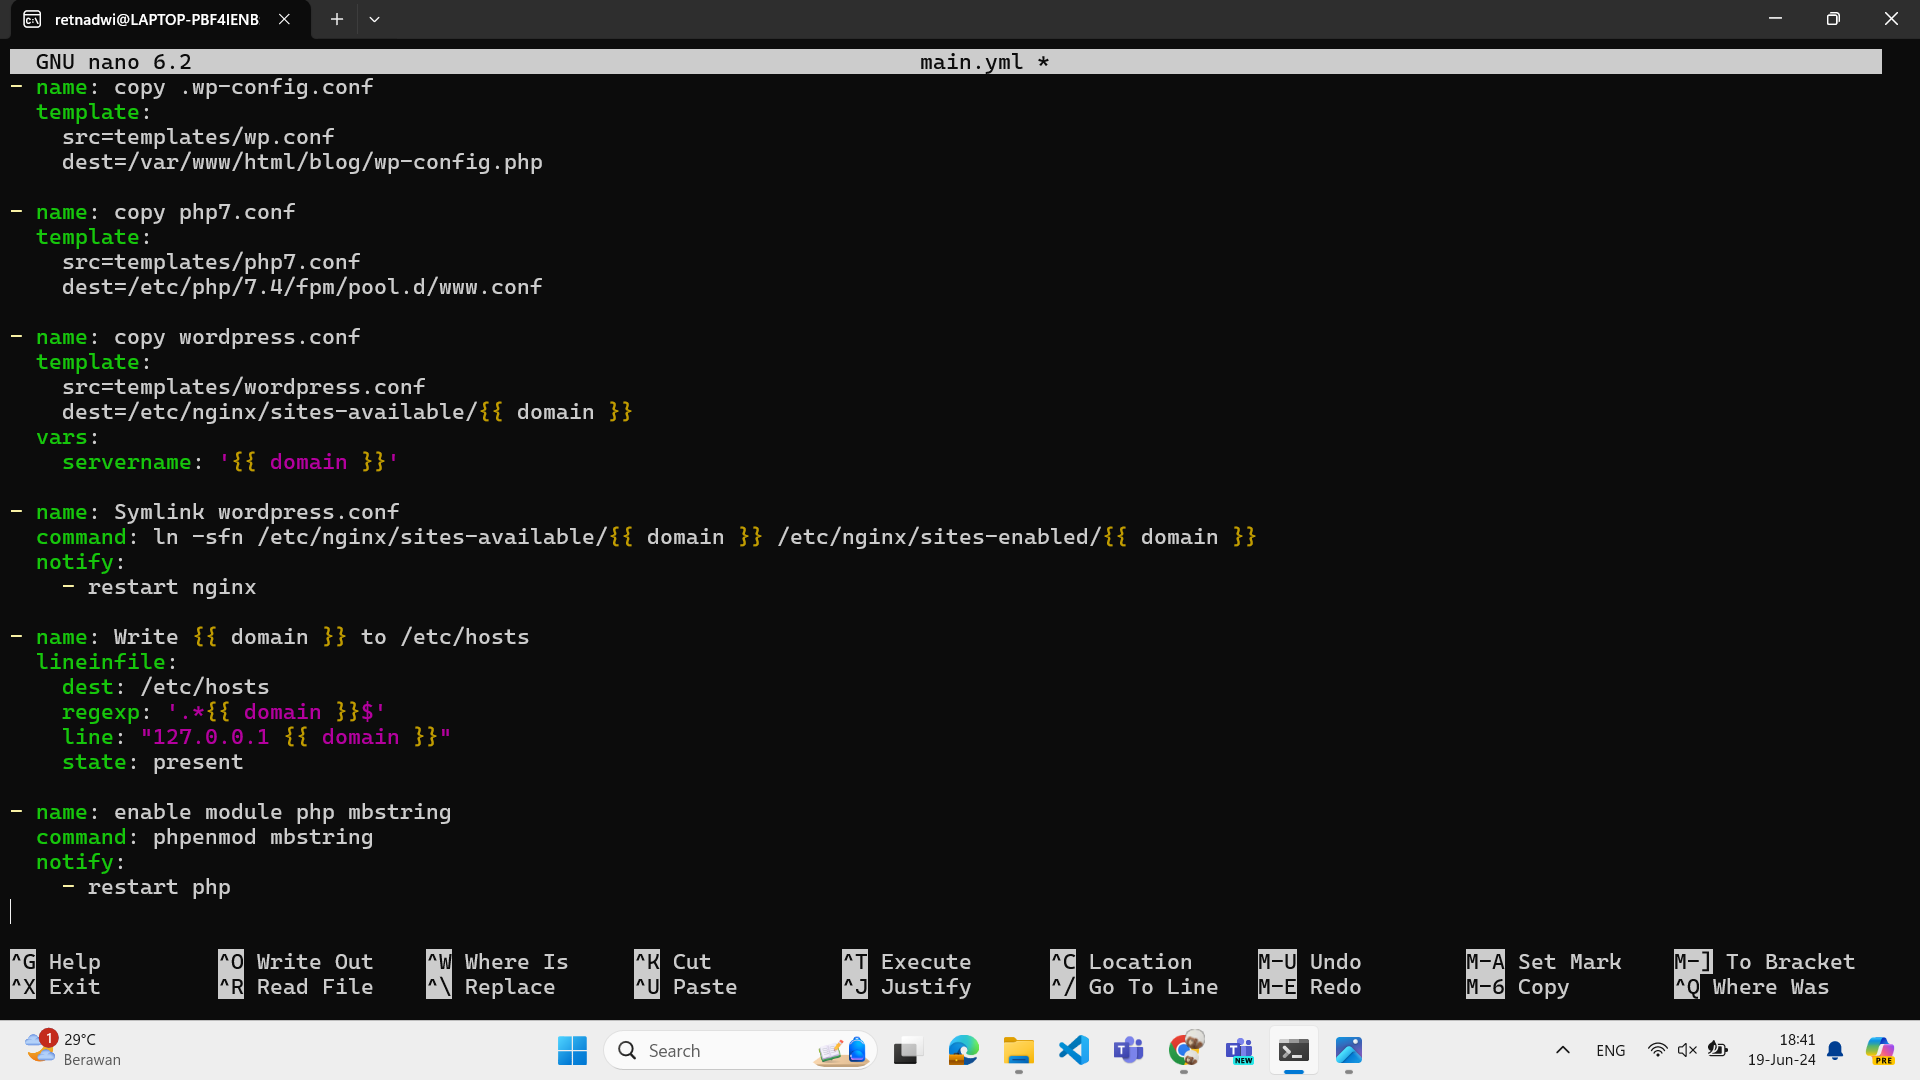 retnadwi@LAPTOP-PBF4IENB
GNU nano 6.2 main.yml *
- name: copy .wp-config.conf
  template:
    src=templates/wp.conf
    dest=/var/www/html/blog/wp-config.php

- name: copy php7.conf
  template:
    src=templates/php7.conf
    dest=/etc/php/7.4/fpm/pool.d/www.conf

- name: copy wordpress.conf
  template:
    src=templates/wordpress.conf
    dest=/etc/nginx/sites-available/{{ domain }}
  vars:
    servername: '{{ domain }}'

- name: Symlink wordpress.conf
  command: ln -sfn /etc/nginx/sites-available/{{ domain }} /etc/nginx/sites-enabled/{{ domain }}
  notify:
    - restart nginx

- name: Write {{ domain }} to /etc/hosts
  lineinfile:
    dest: /etc/hosts
    regexp: '.*{{ domain }}$'
    line: "127.0.0.1 {{ domain }}"
    state: present

- name: enable module php mbstring
  command: phpenmod mbstring
  notify:
    - restart php

^G Help ^O Write Out ^W Where Is ^K Cut ^T Execute ^C Location M-U Undo M-A Set Mark M-] To Bracket
^X Exit ^R Read File ^\ Replace ^U Paste ^J Justify ^/ Go To Line M-E Redo M-6 Copy ^Q Where Was
1 29°C
Berawan
Search
NEW
ENG
18:41
19-Jun-24
PRE